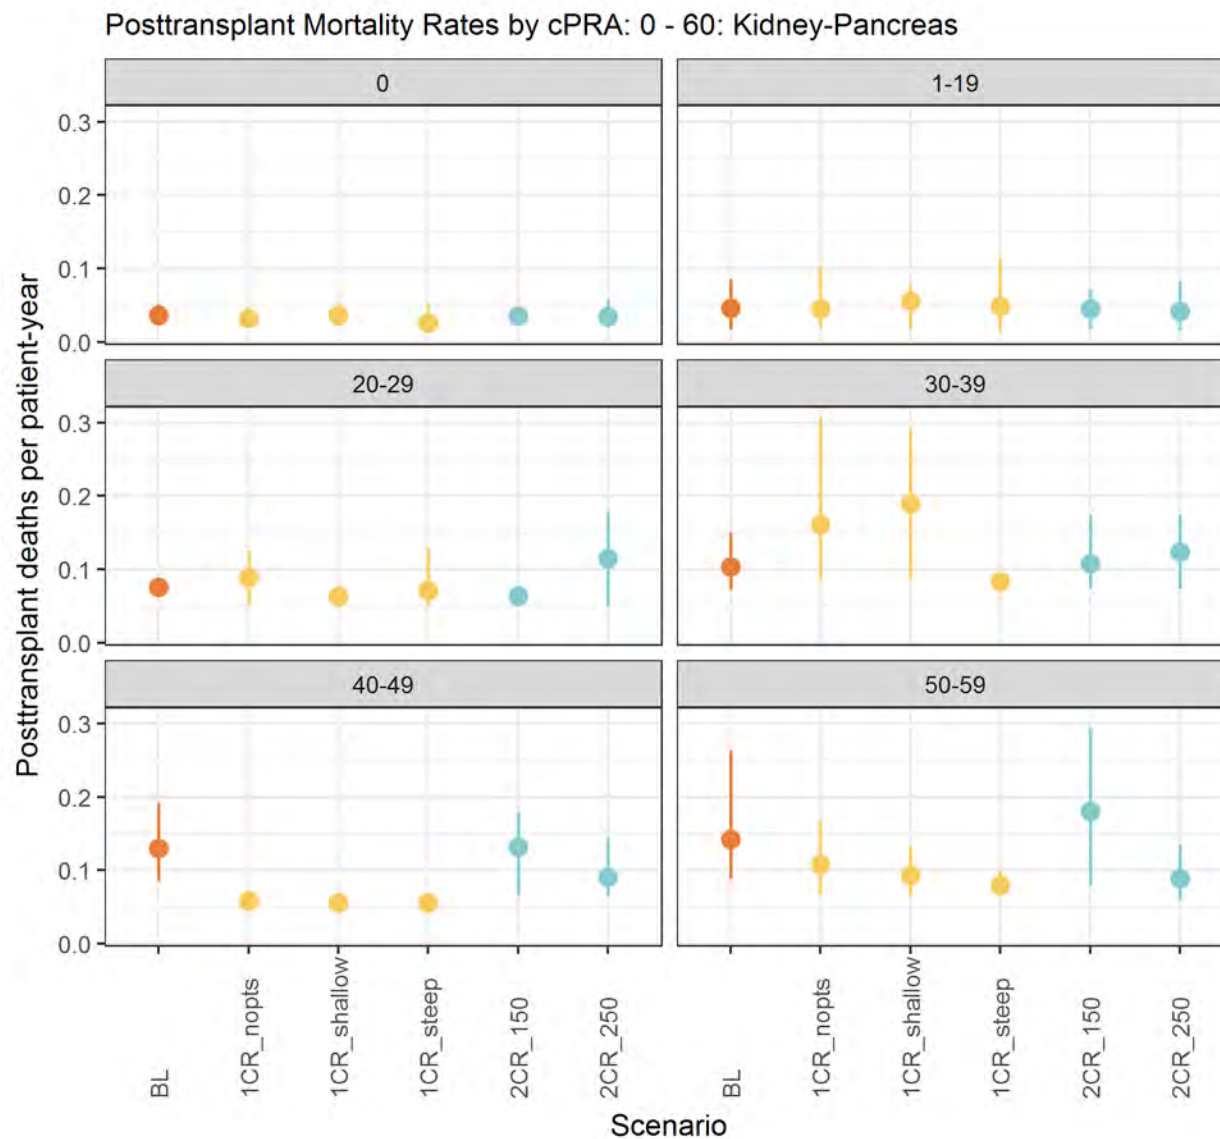 Posttransplant Mortality Rates by cPRA: 0 - 60: Kidney-Pancreas
0
1-19
0.3
0.2
0.1
0.0
20-29
30-39
0.3
0.2
0.1
0.0
40-49
50-59
0.3
0.2
0.1
0.0
Posttransplant deaths per patient-year
BL
1CR_nopts
1CR_shallow
1CR_steep
2CR_150
2CR_250
BL
1CR_nopts
1CR_shallow
1CR_steep
2CR_150
2CR_250
Scenario